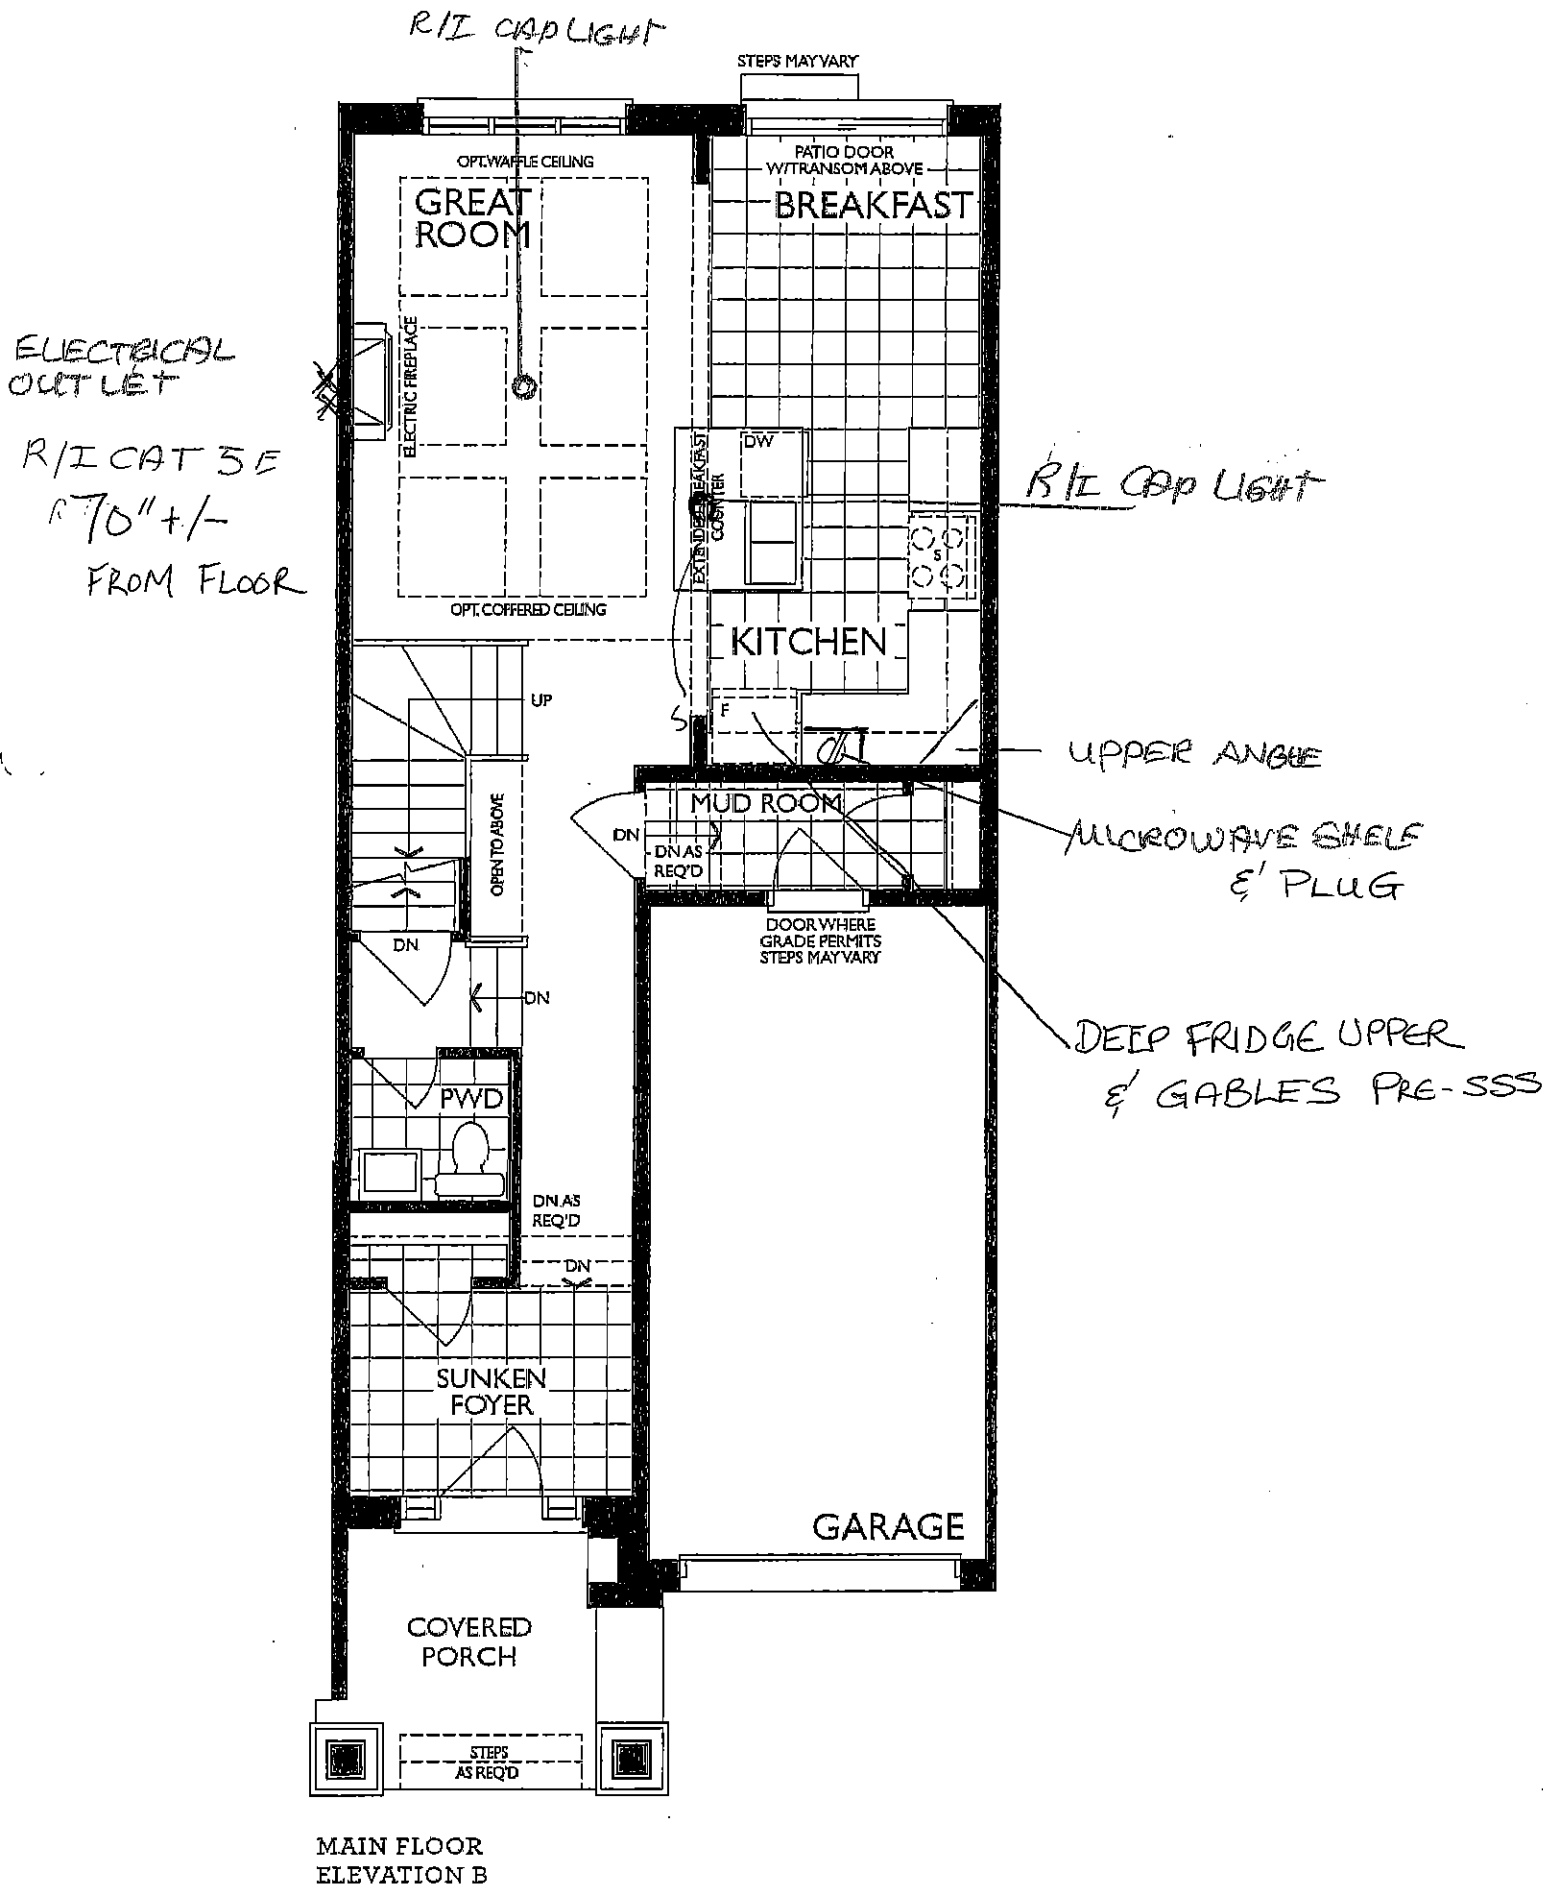 R/I CAP LIGHT
STEPS MAY VARY
OPT. WAFFLE CEILING
PATIO DOOR
W/TRANSOM ABOVE
GREAT
ROOM
BREAKFAST
ELECTRICAL
OUTLET
ELECTRIC FIREPLACE
R/I CAT 5E
@ 70" +/-
FROM FLOOR
DW
EXTENDED BREAKFAST
COUNTER
R/I CAP LIGHT
S
OPT. COFFERED CEILING
KITCHEN
UP
S
F
UPPER ANGLE
MUD ROOM
OPEN TO ABOVE
DN
DN AS
REQ'D
MICROWAVE SHELF
& PLUG
DN
DOOR WHERE
GRADE PERMITS
STEPS MAY VARY
DN
DEEP FRIDGE UPPER
& GABLES PRE-SSS
PWD
DN AS
REQ'D
DN
SUNKEN
FOYER
GARAGE
COVERED
PORCH
STEPS
AS REQ'D
MAIN FLOOR
ELEVATION B